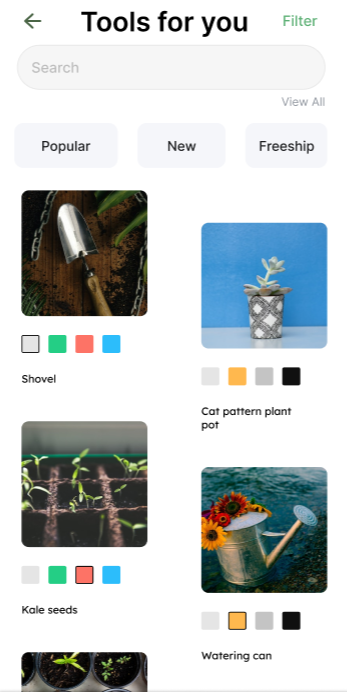 Tools for you
Filter
Search
View All
Popular
New
Freeship
Shovel
Cat pattern plant
pot
Kale seeds
Watering can